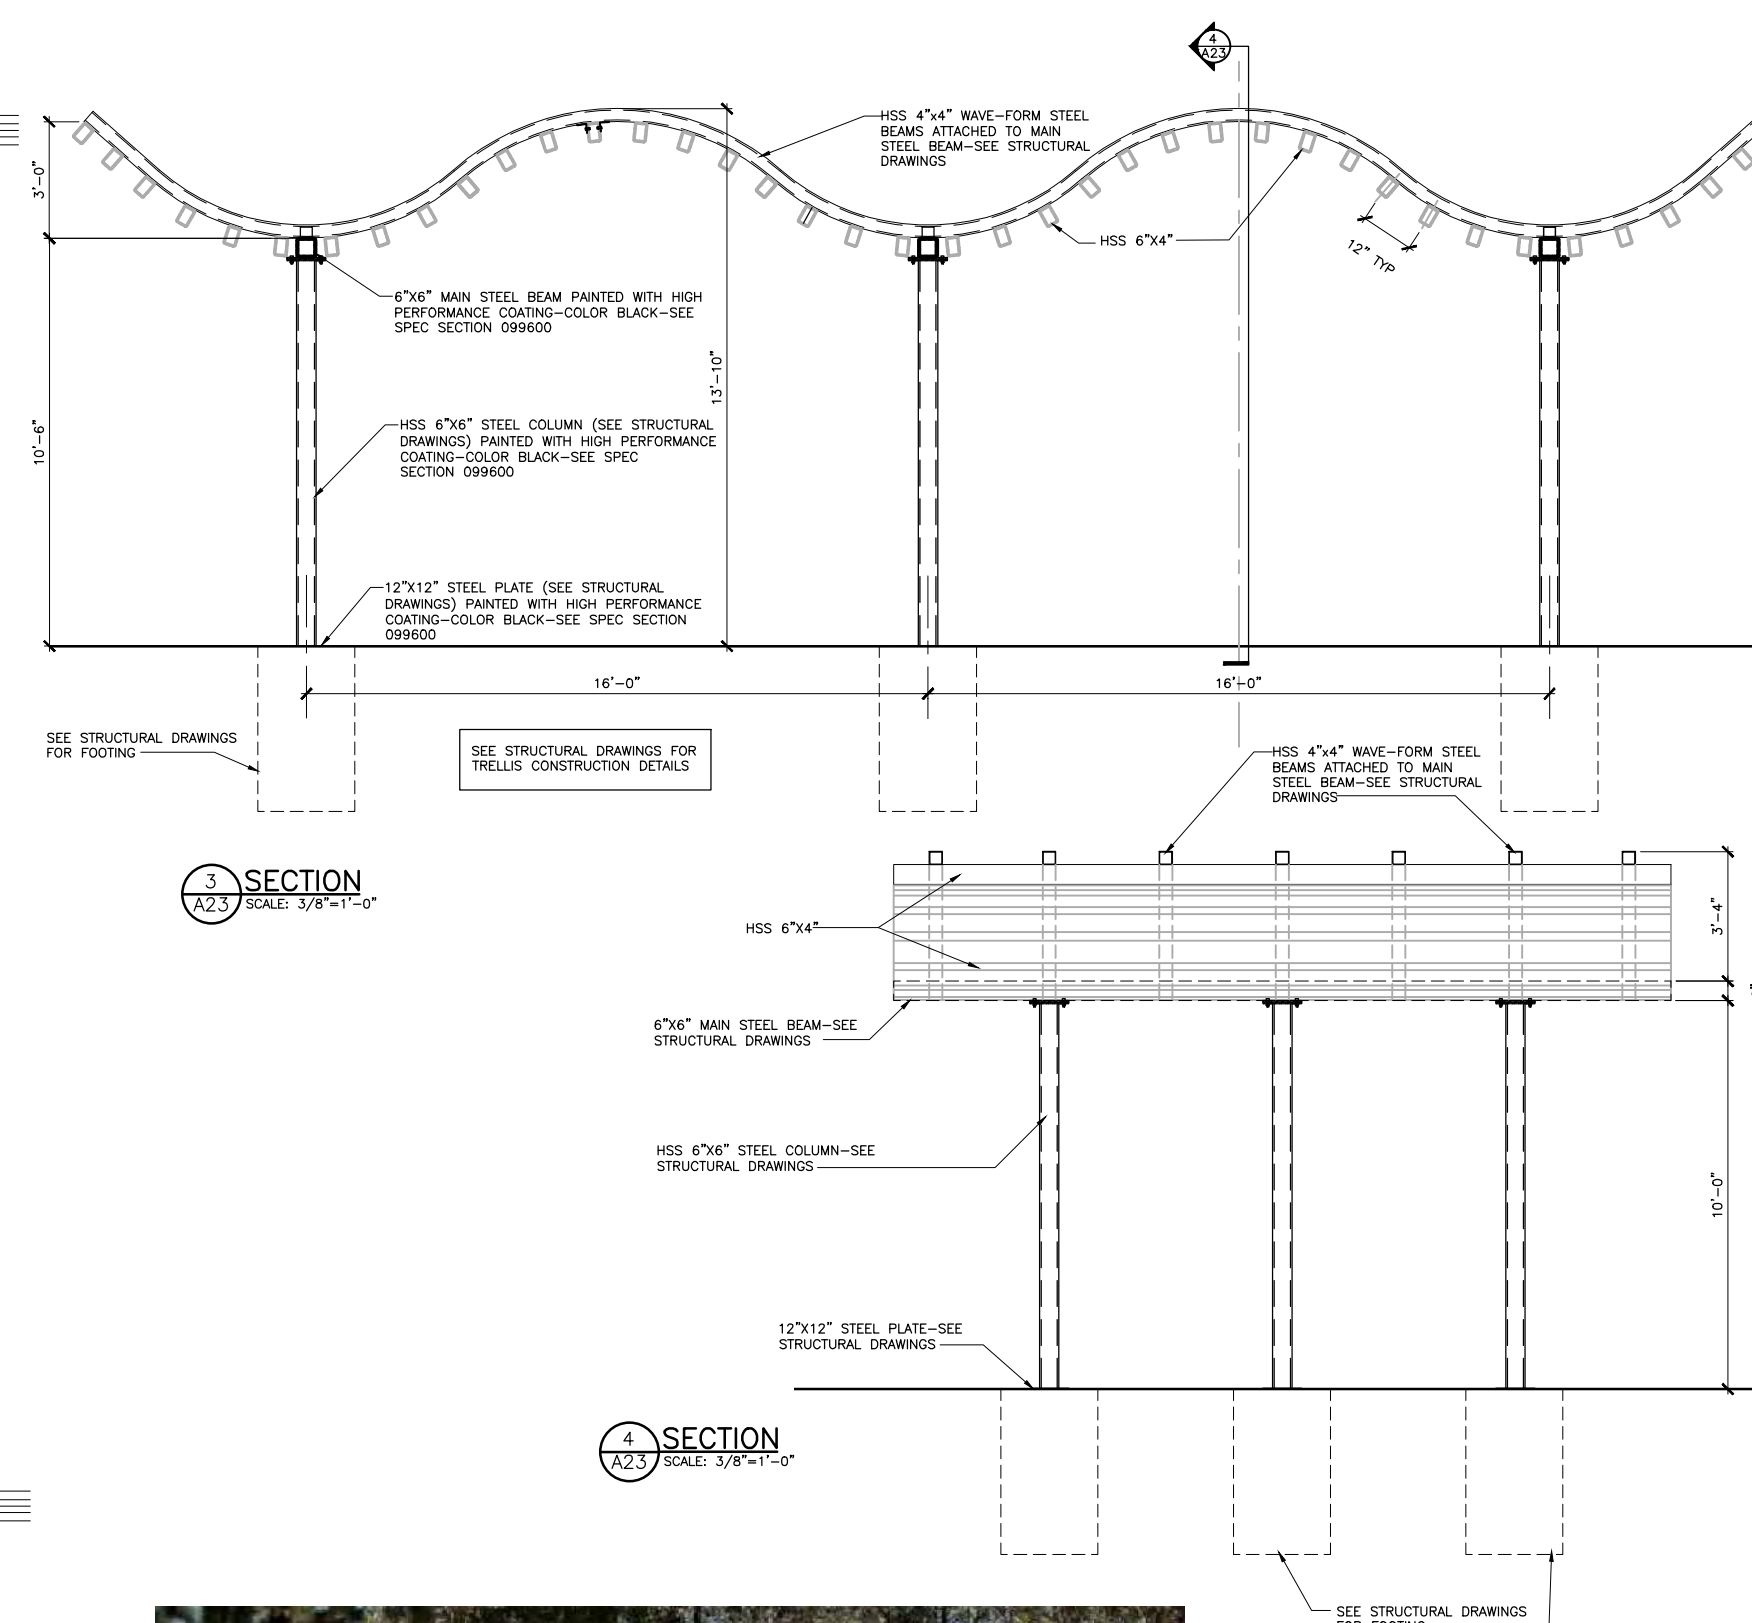 4
A23
HSS 4"x4" WAVE-FORM STEEL
BEAMS ATTACHED TO MAIN
STEEL BEAM-SEE STRUCTURAL
DRAWINGS
3'-0"
HSS 6"X4"
12" TYP
6"X6" MAIN STEEL BEAM PAINTED WITH HIGH
PERFORMANCE COATING-COLOR BLACK-SEE
SPEC SECTION 099600
13'-10"
10'-6"
HSS 6"X6" STEEL COLUMN (SEE STRUCTURAL
DRAWINGS) PAINTED WITH HIGH PERFORMANCE
COATING-COLOR BLACK-SEE SPEC
SECTION 099600
12"X12" STEEL PLATE (SEE STRUCTURAL
DRAWINGS) PAINTED WITH HIGH PERFORMANCE
COATING-COLOR BLACK-SEE SPEC SECTION
099600
16'-0"
16'-0"
SEE STRUCTURAL DRAWINGS
FOR FOOTING
SEE STRUCTURAL DRAWINGS FOR
TRELLIS CONSTRUCTION DETAILS
3
A23
SECTION
SCALE: 3/8"=1'-0"
HSS 4"x4" WAVE-FORM STEEL
BEAMS ATTACHED TO MAIN
STEEL BEAM-SEE STRUCTURAL
DRAWINGS
HSS 6"X4"
3'-4"
6"X6" MAIN STEEL BEAM-SEE
STRUCTURAL DRAWINGS
HSS 6"X6" STEEL COLUMN-SEE
STRUCTURAL DRAWINGS
10'-0"
12"X12" STEEL PLATE-SEE
STRUCTURAL DRAWINGS
4
A23
SECTION
SCALE: 3/8"=1'-0"
SEE STRUCTURAL DRAWINGS